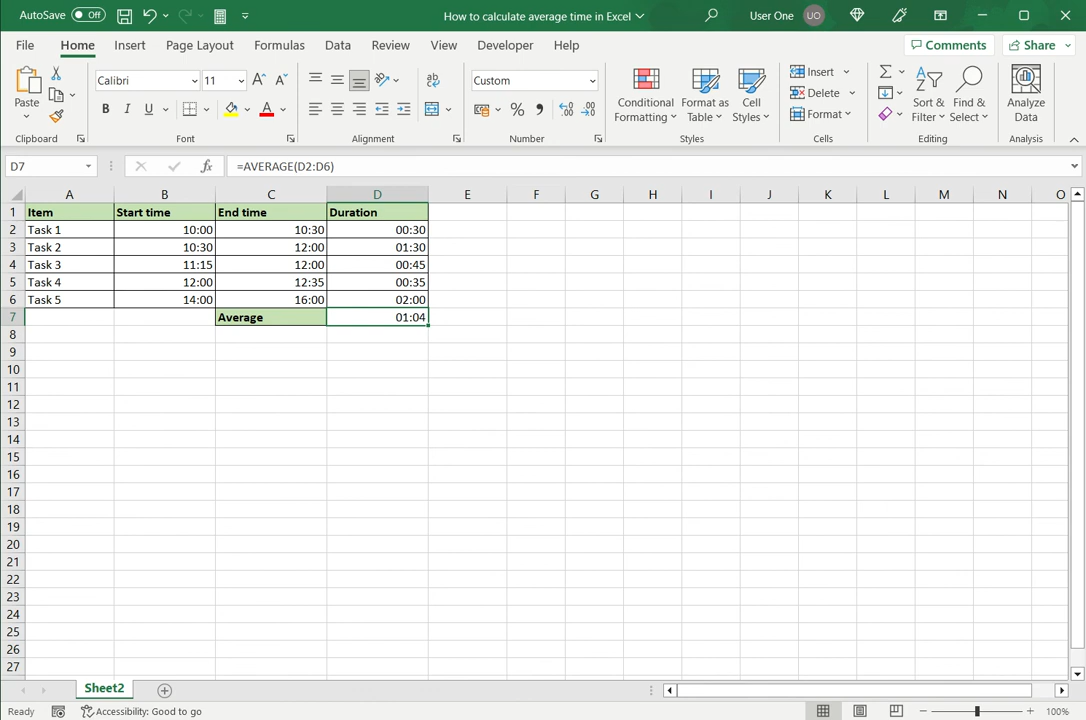 AutoSave Off How to calculate average time in Excel User One UO
File Home Insert Page Layout Formulas Data Review View Developer Help Comments Share
Calibri 11 Custom Insert
Paste B I U Conditional Format as Cell Delete Sort & Find & Analyze
Formatting Table Styles Format Filter Select Data
Clipboard Font Alignment Number Styles Cells Editing Analysis
D7 fx =AVERAGE(D2:D6)
A B C D E F G H I J K L M N O
1 Item Start time End time Duration
2 Task 1 10:00 10:30 00:30
3 Task 2 10:30 12:00 01:30
4 Task 3 11:15 12:00 00:45
5 Task 4 12:00 12:35 00:35
6 Task 5 14:00 16:00 02:00
7 Average 01:04
8
9
10
11
12
13
14
15
16
17
18
19
20
21
22
23
24
25
26
27
Sheet2
Ready Accessibility: Good to go 100%